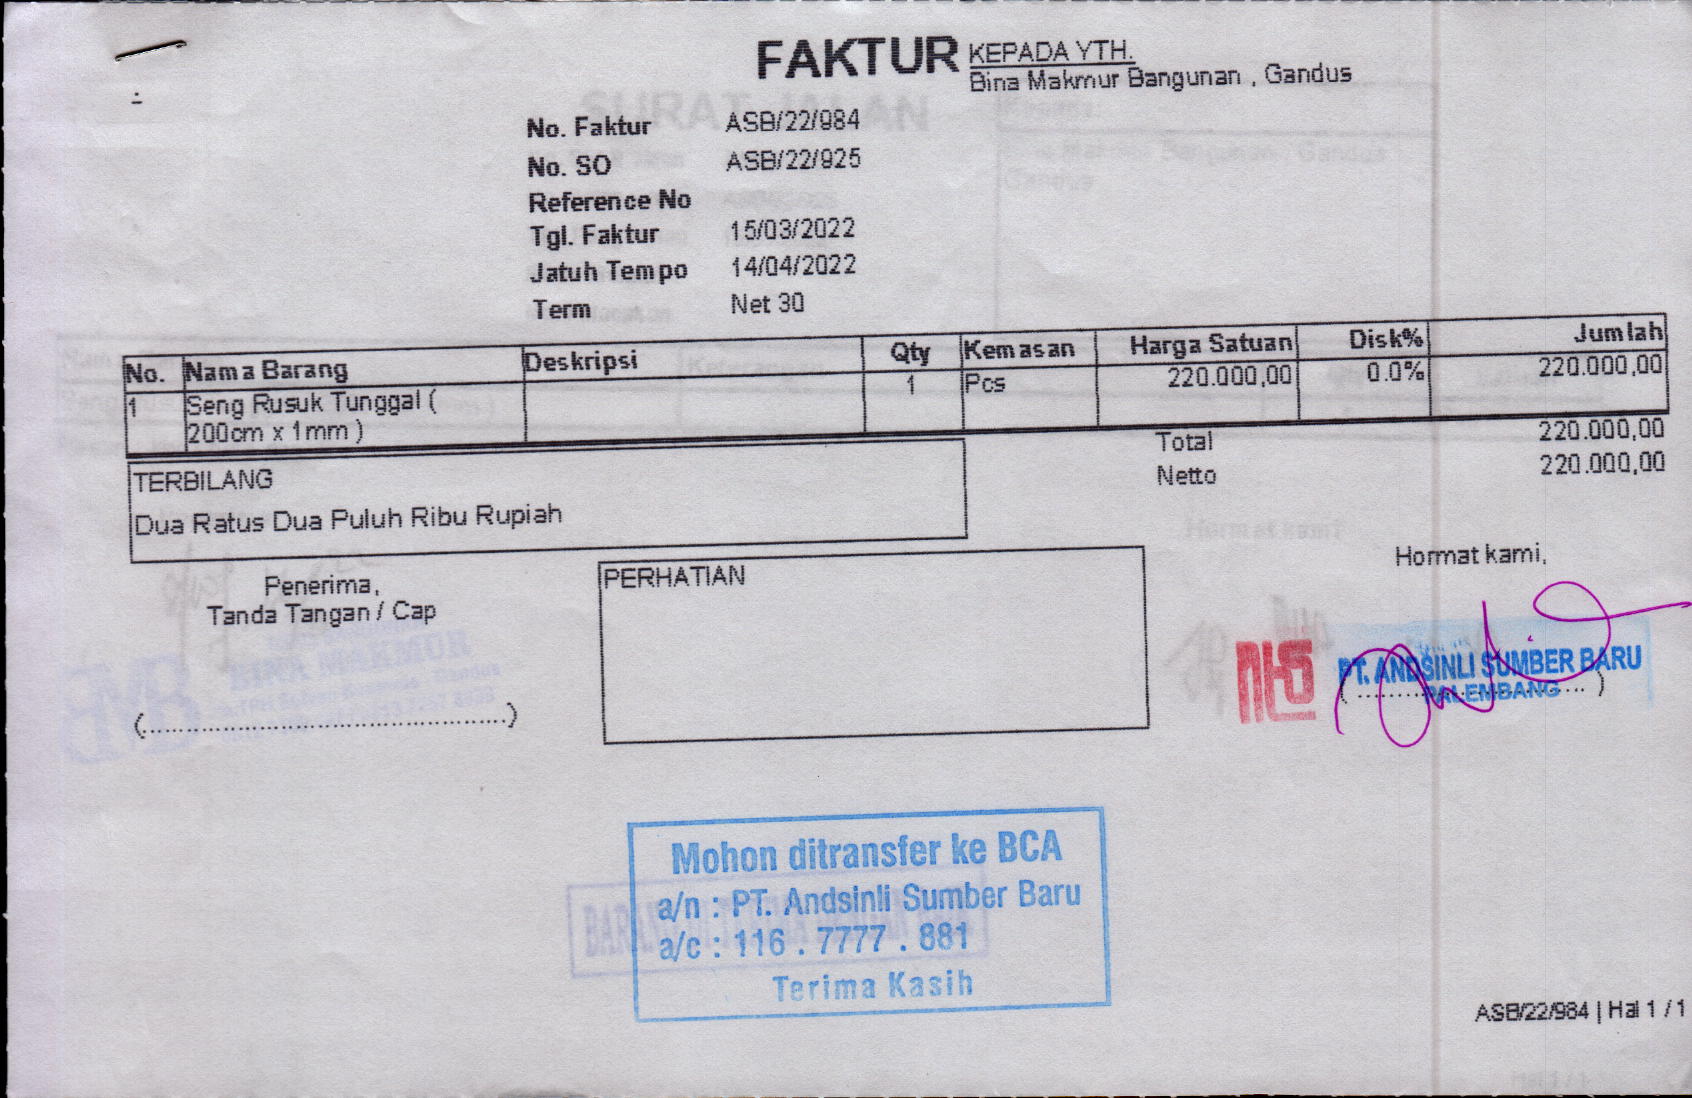 FAKTUR
KEPADA YTH.
Bina Makmur Bangunan , Gandus
No. Faktur ASB/22/984
No. SO ASB/22/925
Reference No
Tgl. Faktur 15/03/2022
Jatuh Tempo 14/04/2022
Term Net 30
No. Nama Barang Deskripsi Qty Kemasan Harga Satuan Disk% Jumlah
1 Seng Rusuk Tunggal ( 1 Pcs 220.000,00 0.0% 220.000,00
200cm x 1mm )
Total 220.000,00
Netto 220.000,00
TERBILANG
Dua Ratus Dua Puluh Ribu Rupiah
Penerima,
Tanda Tangan / Cap
(..........................................)
PERHATIAN
Hormat kami,
PT. ANDSINLI SUMBER BARU
PALEMBANG
Mohon ditransfer ke BCA
a/n : PT. Andsinli Sumber Baru
a/c : 116 . 7777 . 881
Terima Kasih
ASB/22/984 | Hal 1 / 1